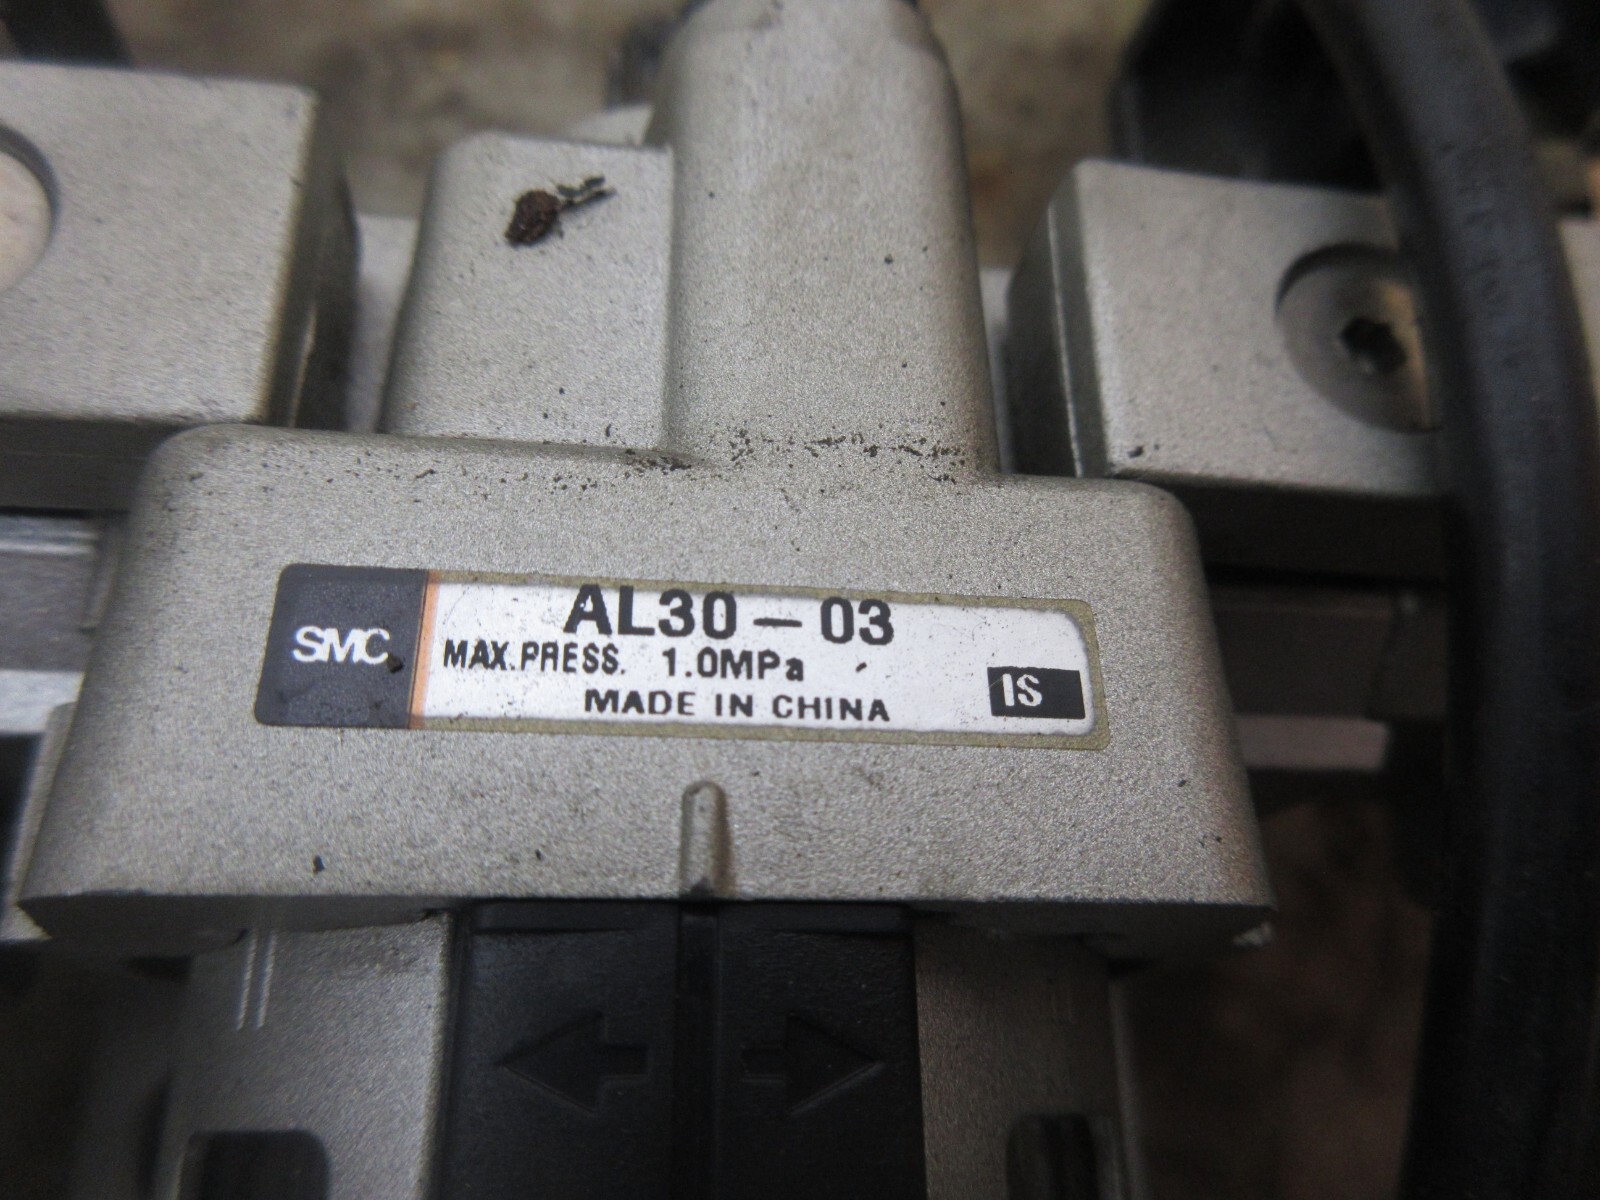 SMC
AL30-03
MAX.PRESS. 1.0MPa
MADE IN CHINA
IS